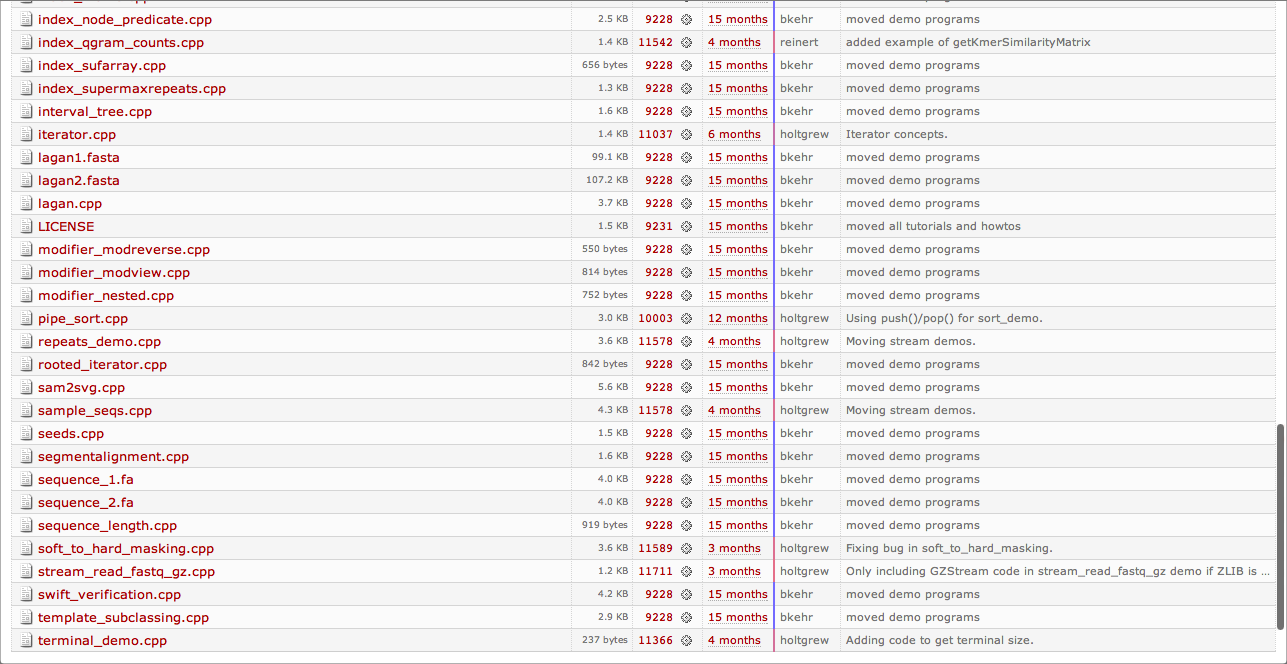 index_node_predicate.cpp 2.5 KB 9228 15 months bkehr moved demo programs
index_qgram_counts.cpp 1.4 KB 11542 4 months reinert added example of getKmerSimilarityMatrix
index_sufarray.cpp 656 bytes 9228 15 months bkehr moved demo programs
index_supermaxrepeats.cpp 1.3 KB 9228 15 months bkehr moved demo programs
interval_tree.cpp 1.6 KB 9228 15 months bkehr moved demo programs
iterator.cpp 1.4 KB 11037 6 months holtgrew Iterator concepts.
lagan1.fasta 99.1 KB 9228 15 months bkehr moved demo programs
lagan2.fasta 107.2 KB 9228 15 months bkehr moved demo programs
lagan.cpp 3.7 KB 9228 15 months bkehr moved demo programs
LICENSE 1.5 KB 9231 15 months bkehr moved all tutorials and howtos
modifier_modreverse.cpp 550 bytes 9228 15 months bkehr moved demo programs
modifier_modview.cpp 814 bytes 9228 15 months bkehr moved demo programs
modifier_nested.cpp 752 bytes 9228 15 months bkehr moved demo programs
pipe_sort.cpp 3.0 KB 10003 12 months holtgrew Using push()/pop() for sort_demo.
repeats_demo.cpp 3.6 KB 11578 4 months holtgrew Moving stream demos.
rooted_iterator.cpp 842 bytes 9228 15 months bkehr moved demo programs
sam2svg.cpp 5.6 KB 9228 15 months bkehr moved demo programs
sample_seqs.cpp 4.3 KB 11578 4 months holtgrew Moving stream demos.
seeds.cpp 1.5 KB 9228 15 months bkehr moved demo programs
segmentalignment.cpp 1.6 KB 9228 15 months bkehr moved demo programs
sequence_1.fa 4.0 KB 9228 15 months bkehr moved demo programs
sequence_2.fa 4.0 KB 9228 15 months bkehr moved demo programs
sequence_length.cpp 919 bytes 9228 15 months bkehr moved demo programs
soft_to_hard_masking.cpp 3.6 KB 11589 3 months holtgrew Fixing bug in soft_to_hard_masking.
stream_read_fastq_gz.cpp 1.2 KB 11711 3 months holtgrew Only including GZStream code in stream_read_fastq_gz demo if ZLIB is ...
swift_verification.cpp 4.2 KB 9228 15 months bkehr moved demo programs
template_subclassing.cpp 2.9 KB 9228 15 months bkehr moved demo programs
terminal_demo.cpp 237 bytes 11366 4 months holtgrew Adding code to get terminal size.